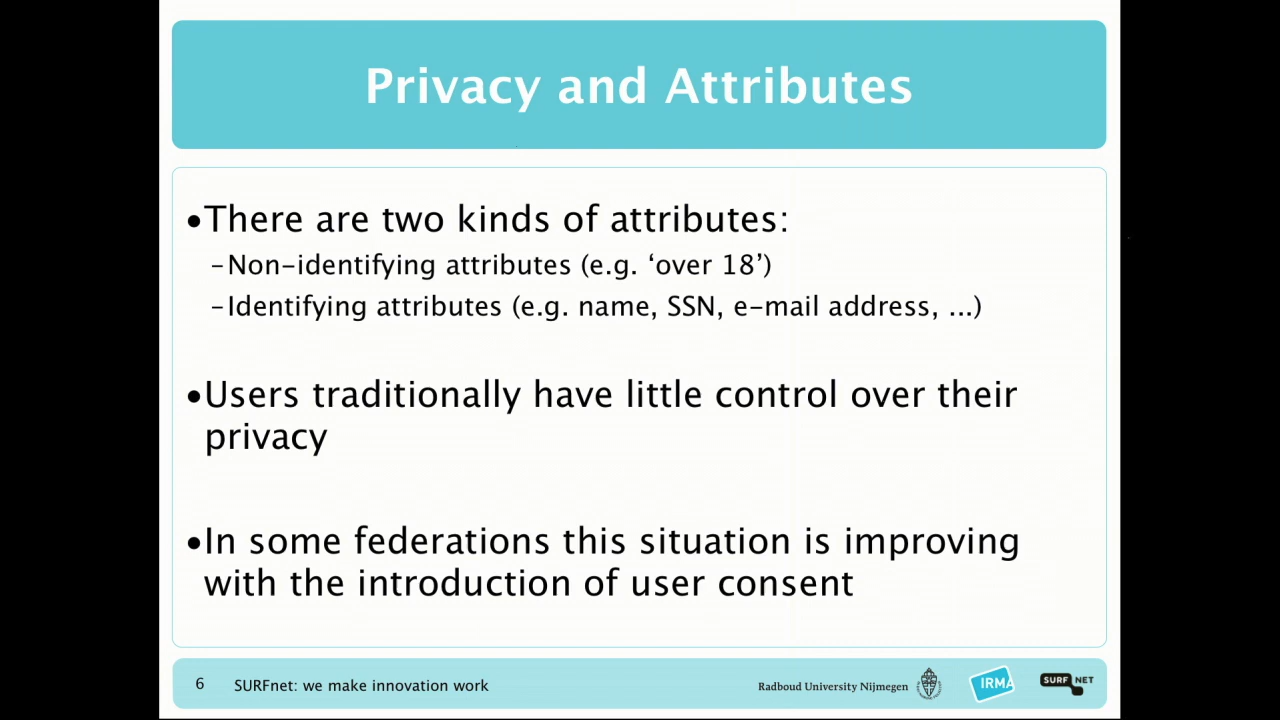 Privacy and Attributes
•There are two kinds of attributes:
–Non-identifying attributes (e.g. ‘over 18’)
–Identifying attributes (e.g. name, SSN, e-mail address, ...)
•Users traditionally have little control over their
privacy
•In some federations this situation is improving
with the introduction of user consent
6 SURFnet: we make innovation work Radboud University Nijmegen IRMA SURF NET